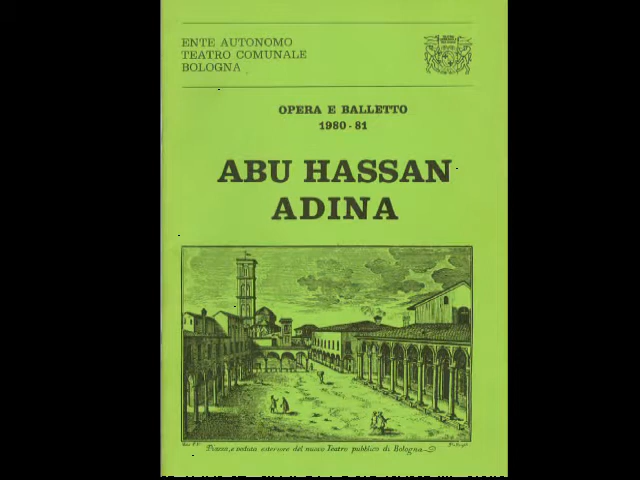 ENTE AUTONOMO
TEATRO COMUNALE
BOLOGNA
OPERA E BALLETTO
1980-81
ABU HASSAN
ADINA
Piazza, e veduta esteriore del nuovo Teatro pubblico di Bologna